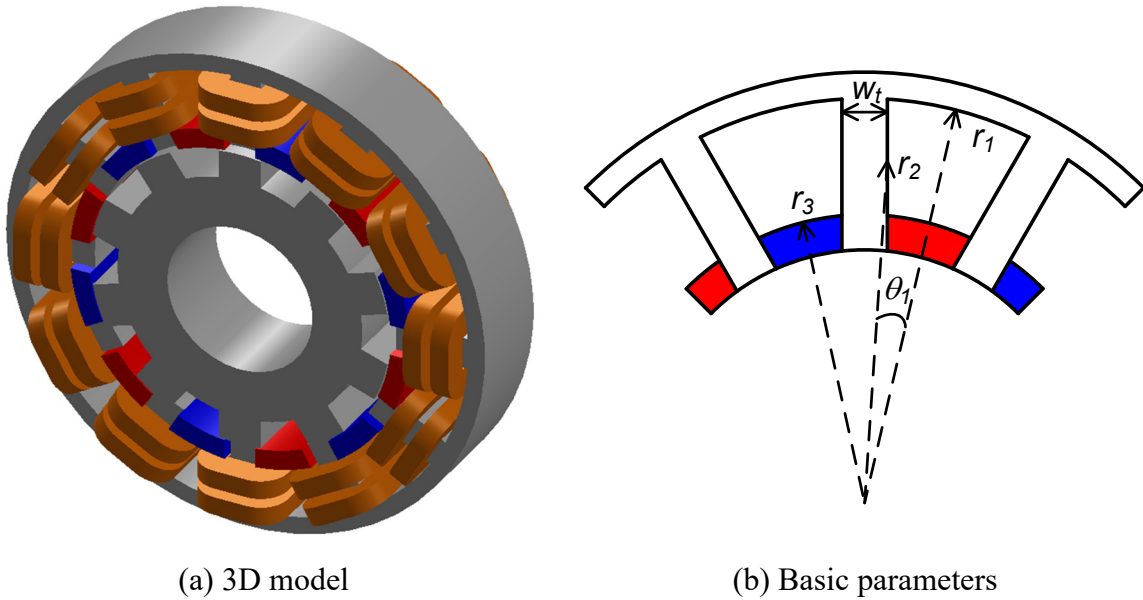 w_t
r_1
r_2
r_3
θ_1
(a) 3D model
(b) Basic parameters